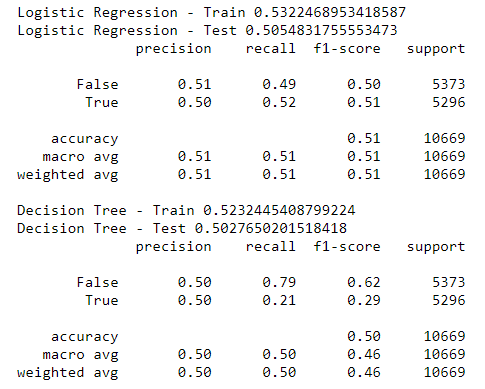 Logistic Regression - Train 0.5322468953418587
Logistic Regression - Test 0.5054831755553473
precision recall f1-score support
False 0.51 0.49 0.50 5373
True 0.50 0.52 0.51 5296
accuracy 0.51 10669
macro avg 0.51 0.51 0.51 10669
weighted avg 0.51 0.51 0.51 10669
Decision Tree - Train 0.5232445408799224
Decision Tree - Test 0.5027650201518418
precision recall f1-score support
False 0.50 0.79 0.62 5373
True 0.50 0.21 0.29 5296
accuracy 0.50 10669
macro avg 0.50 0.50 0.46 10669
weighted avg 0.50 0.50 0.46 10669